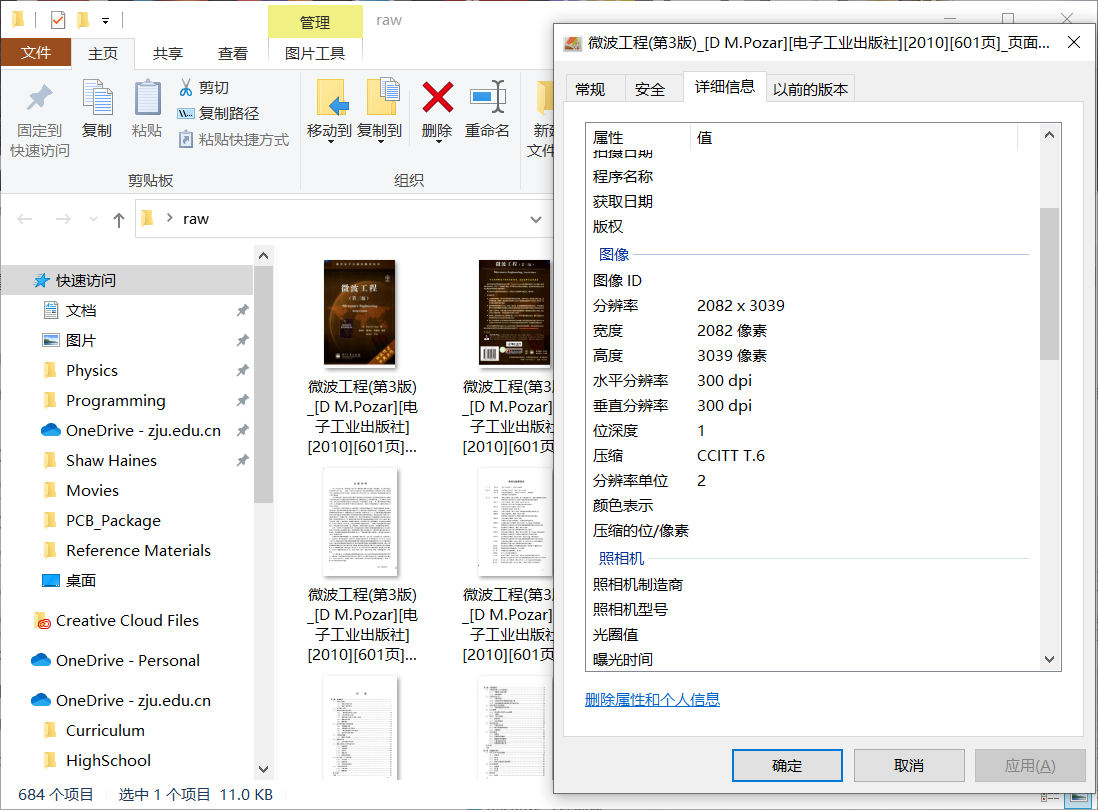 管理
raw
文件
主页
共享
查看
图片工具
固定到
快速访问
复制
粘贴
剪切
复制路径
粘贴快捷方式
剪贴板
移动到
复制到
删除
重命名
组织
新建
文件
raw
快速访问
文档
图片
Physics
Programming
OneDrive - zju.edu.cn
Shaw Haines
Movies
PCB_Package
Reference Materials
桌面
Creative Cloud Files
OneDrive - Personal
OneDrive - zju.edu.cn
Curriculum
HighSchool
微波工程
微波工程(第3版)
_[D M.Pozar][电
子工业出版社]
[2010][601页]...
微波工程(第3
_[D M.Pozar]
子工业出版社
[2010][601页
微波工程(第3版)
_[D M.Pozar][电
子工业出版社]
[2010][601页]...
微波工程(第3
_[D M.Pozar]
子工业出版社
[2010][601页
684 个项目
选中 1 个项目 11.0 KB
微波工程(第3版)_[D M.Pozar][电子工业出版社][2010][601页]_页面...
常规
安全
详细信息
以前的版本
属性
值
拍摄日期
程序名称
获取日期
版权
图像
图像 ID
分辨率 2082 x 3039
宽度 2082 像素
高度 3039 像素
水平分辨率 300 dpi
垂直分辨率 300 dpi
位深度 1
压缩 CCITT T.6
分辨率单位 2
颜色表示
压缩的位/像素
照相机
照相机制造商
照相机型号
光圈值
曝光时间
删除属性和个人信息
确定
取消
应用(A)